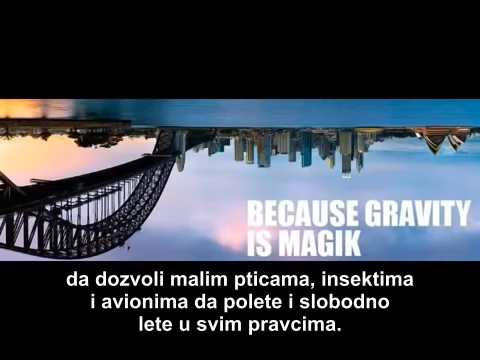 BECAUSE GRAVITY
IS MAGIK
da dozvoli malim pticama, insektima
i avionima da polete i slobodno
lete u svim pravcima.